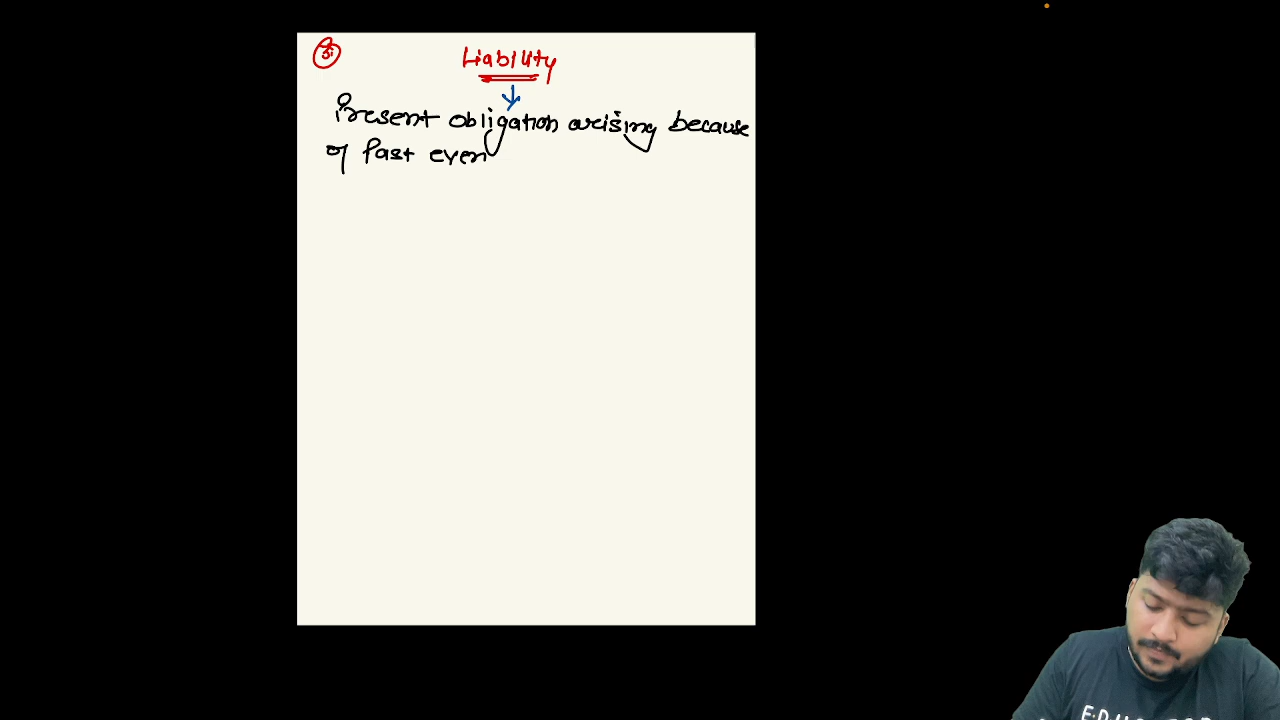 Liability
Present obligation arising because
of Past even